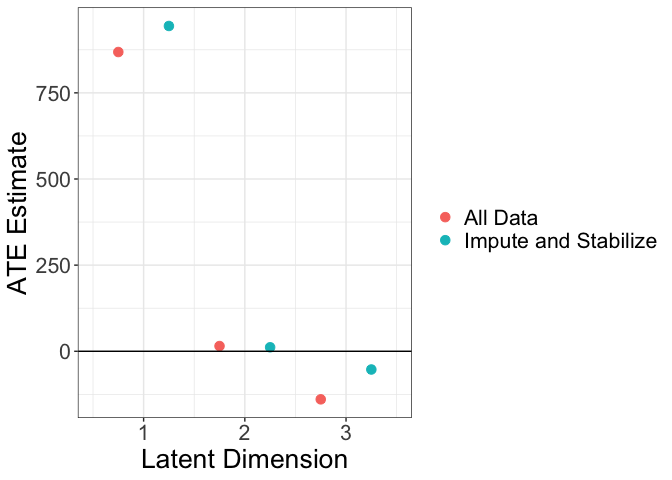 ATE Estimate
750
500
250
0
1 2 3
Latent Dimension
All Data
Impute and Stabilize